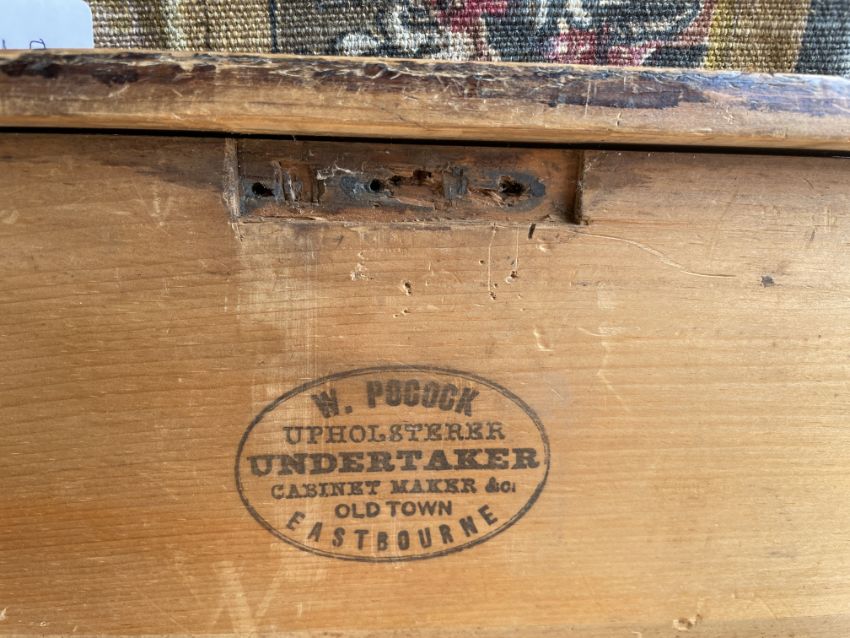 W. POCOCK
UPHOLSTERER
UNDERTAKER
CABINET MAKER &c.
OLD TOWN
EASTBOURNE